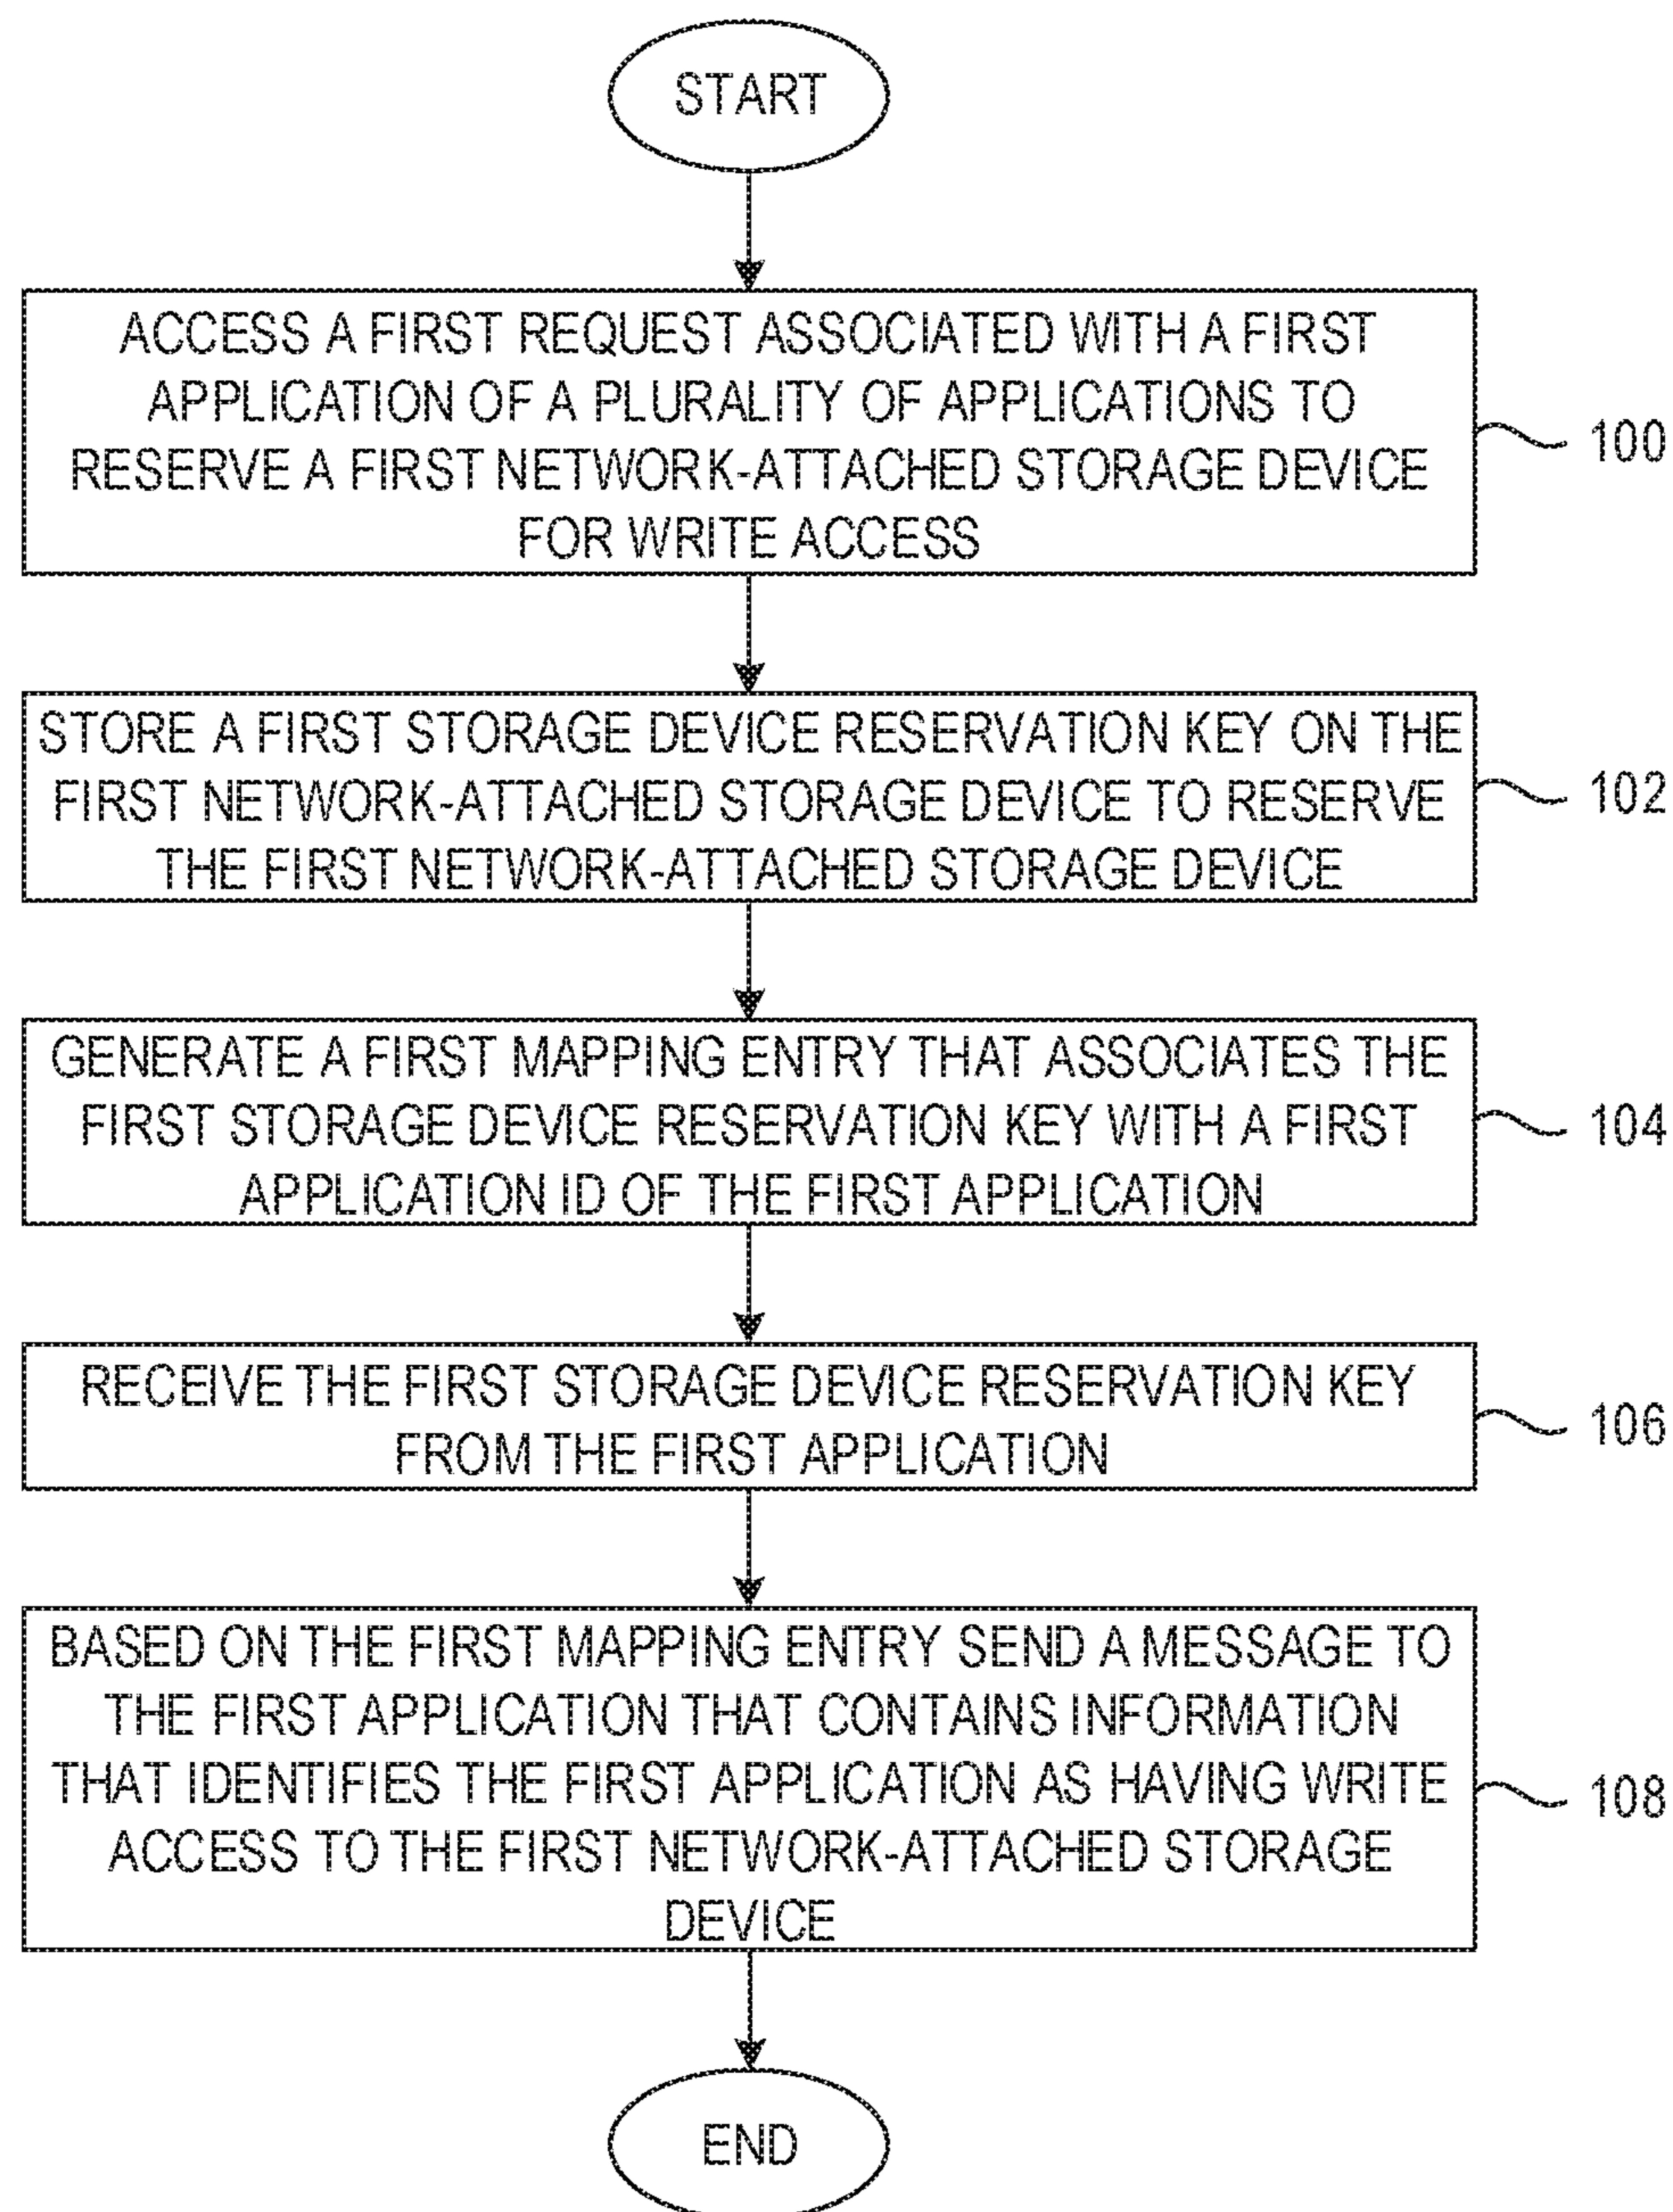 START
ACCESS A FIRST REQUEST ASSOCIATED WITH A FIRST
APPLICATION OF A PLURALITY OF APPLICATIONS TO
RESERVE A FIRST NETWORK-ATTACHED STORAGE DEVICE
FOR WRITE ACCESS
100
STORE A FIRST STORAGE DEVICE RESERVATION KEY ON THE
FIRST NETWORK-ATTACHED STORAGE DEVICE TO RESERVE
THE FIRST NETWORK-ATTACHED STORAGE DEVICE
102
GENERATE A FIRST MAPPING ENTRY THAT ASSOCIATES THE
FIRST STORAGE DEVICE RESERVATION KEY WITH A FIRST
APPLICATION ID OF THE FIRST APPLICATION
104
RECEIVE THE FIRST STORAGE DEVICE RESERVATION KEY
FROM THE FIRST APPLICATION
106
BASED ON THE FIRST MAPPING ENTRY SEND A MESSAGE TO
THE FIRST APPLICATION THAT CONTAINS INFORMATION
THAT IDENTIFIES THE FIRST APPLICATION AS HAVING WRITE
ACCESS TO THE FIRST NETWORK-ATTACHED STORAGE
DEVICE
108
END